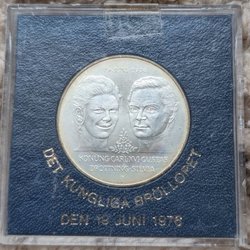 KONUNG CARL XVI GUSTAF
DROTTNING SILVIA
DET KUNGLIGA BRÖLLOPET
DEN 19 JUNI 1976